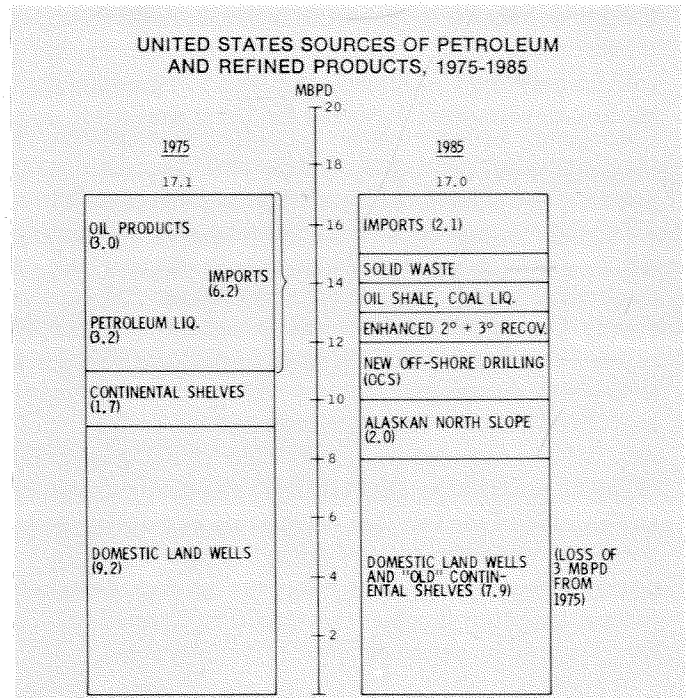 UNITED STATES SOURCES OF PETROLEUM
AND REFINED PRODUCTS, 1975-1985
MBPD
20
18
16
14
12
10
8
6
4
2
1975
17.1
OIL PRODUCTS
(3.0)
IMPORTS
(6.2)
PETROLEUM LIQ.
(3.2)
CONTINENTAL SHELVES
(1.7)
DOMESTIC LAND WELLS
(9.2)
1985
17.0
IMPORTS (2.1)
SOLID WASTE
OIL SHALE, COAL LIQ.
ENHANCED 2° + 3° RECOV.
NEW OFF-SHORE DRILLING
(OCS)
ALASKAN NORTH SLOPE
(2.0)
DOMESTIC LAND WELLS
AND "OLD" CONTIN-
ENTAL SHELVES (7.9)
(LOSS OF
3 MBPD
FROM
1975)